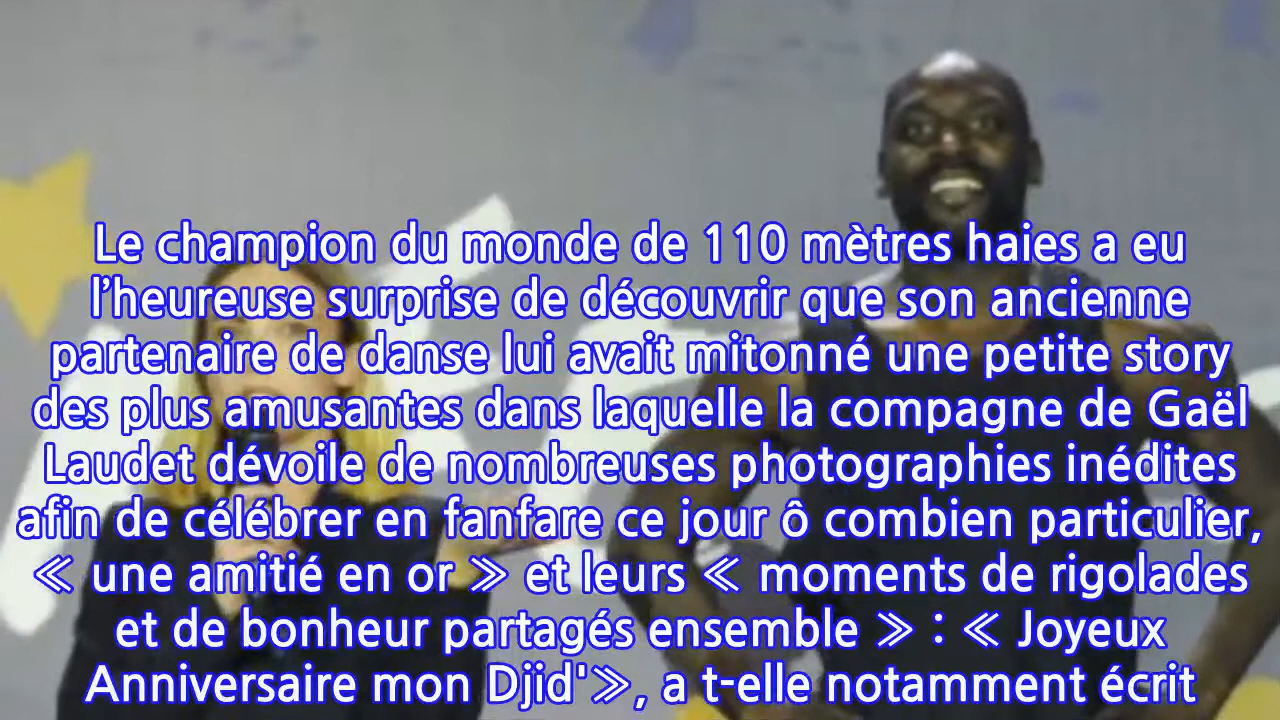 Le champion du monde de 110 mètres haies a eu
l’heureuse surprise de découvrir que son ancienne
partenaire de danse lui avait mitonné une petite story
des plus amusantes dans laquelle la compagne de Gaël
Laudet dévoile de nombreuses photographies inédites
afin de célébrer en fanfare ce jour ô combien particulier,
≪ une amitié en or ≫ et leurs ≪ moments de rigolades
et de bonheur partagés ensemble ≫ : ≪ Joyeux
Anniversaire mon Djid'≫, a t-elle notamment écrit